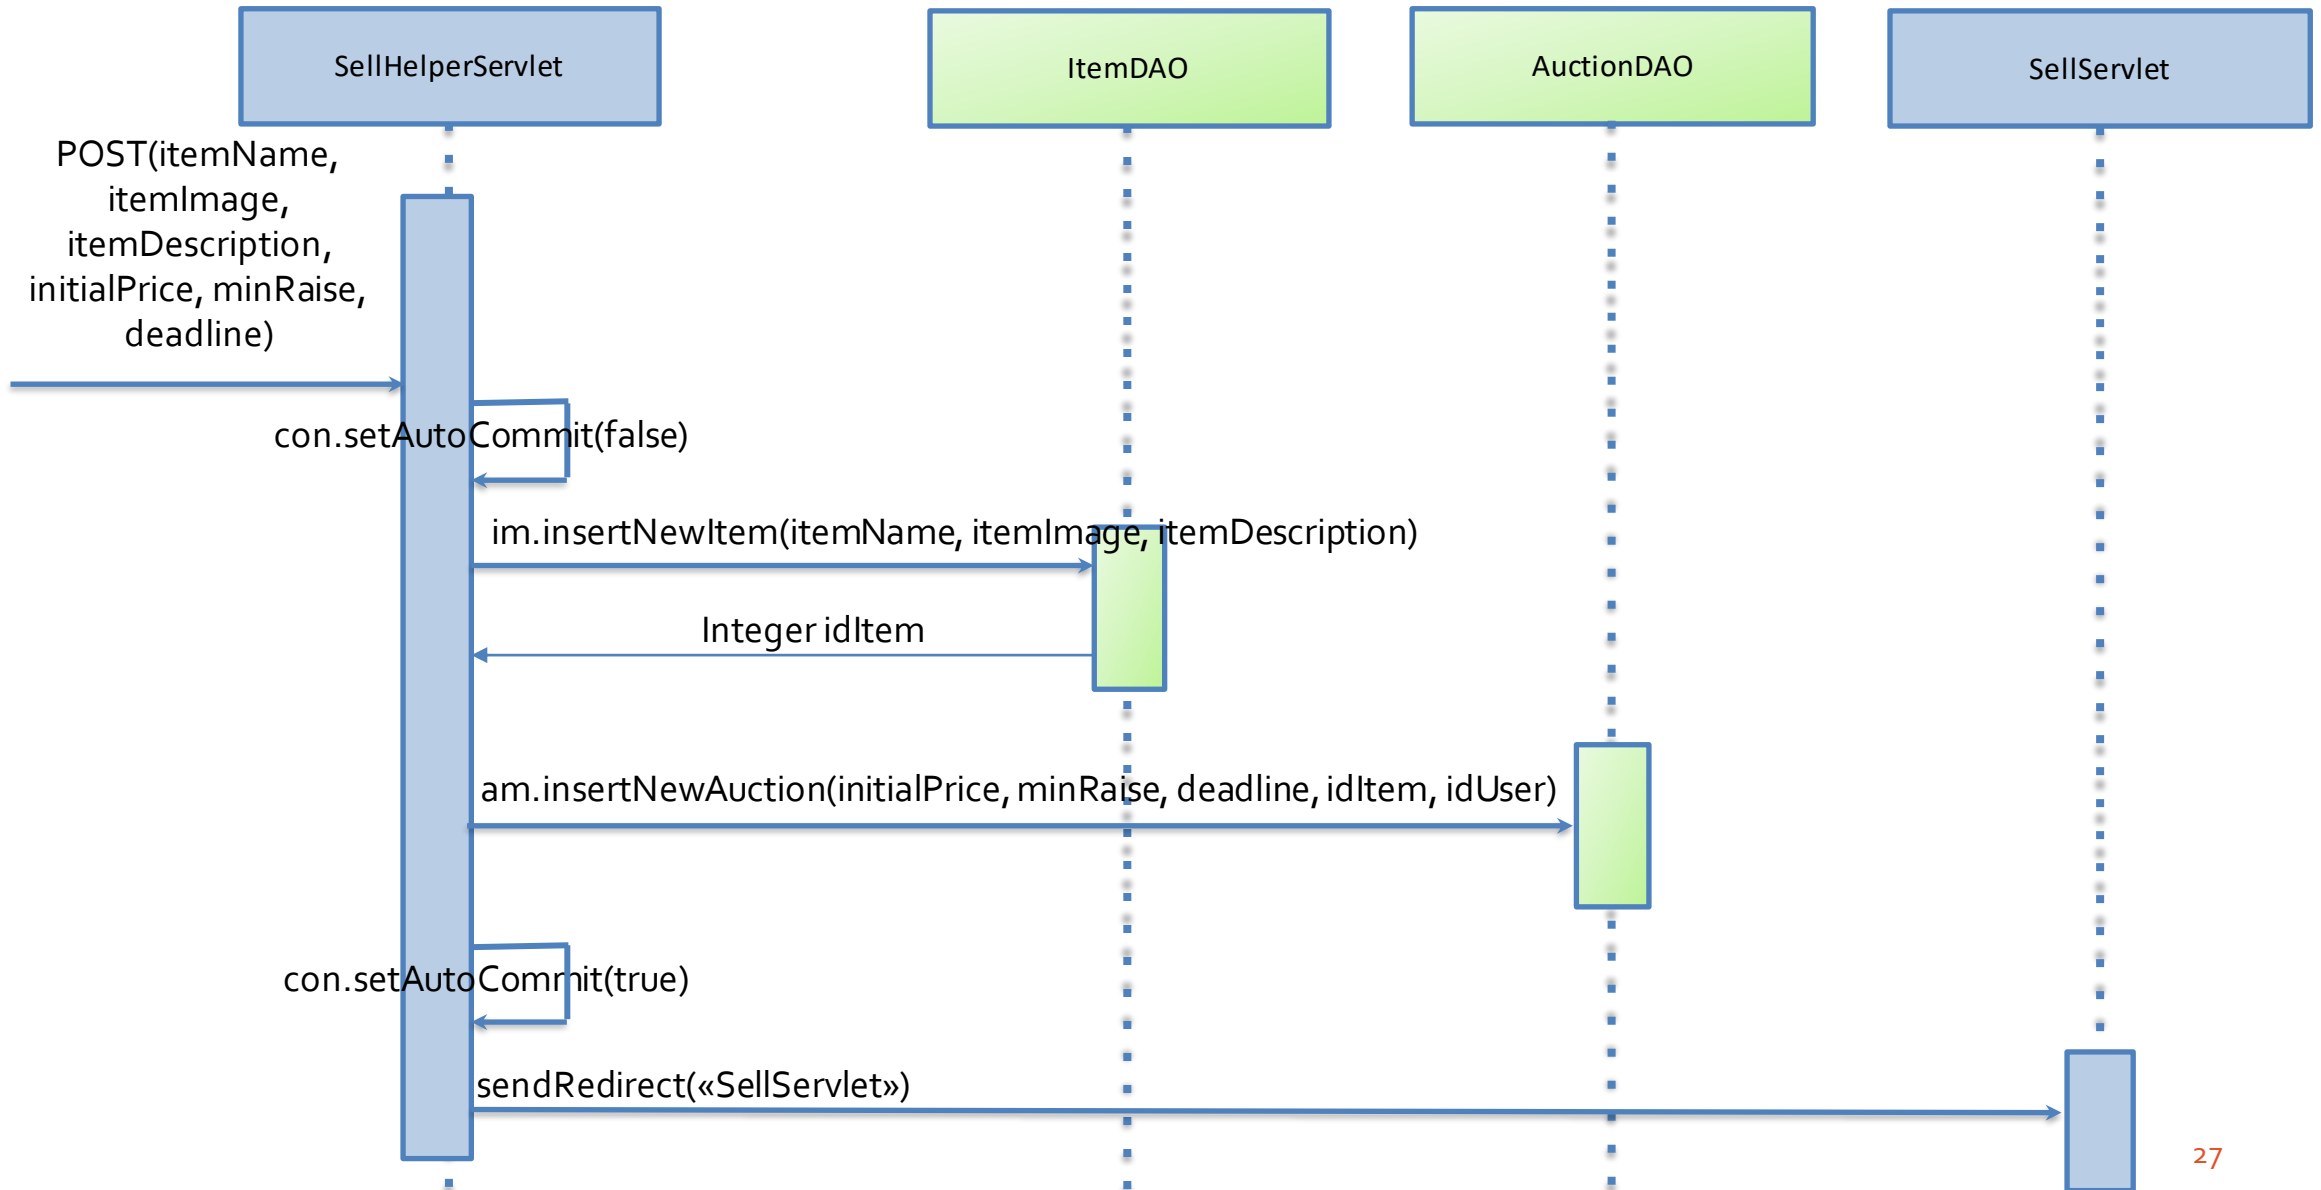 SellHelperServlet
ItemDAO
AuctionDAO
SellServlet
POST(itemName,
itemImage,
itemDescription,
initialPrice, minRaise,
deadline)
con.setAutoCommit(false)
im.insertNewItem(itemName, itemImage, itemDescription)
Integer idItem
am.insertNewAuction(initialPrice, minRaise, deadline, idItem, idUser)
con.setAutoCommit(true)
sendRedirect(«SellServlet»)
27